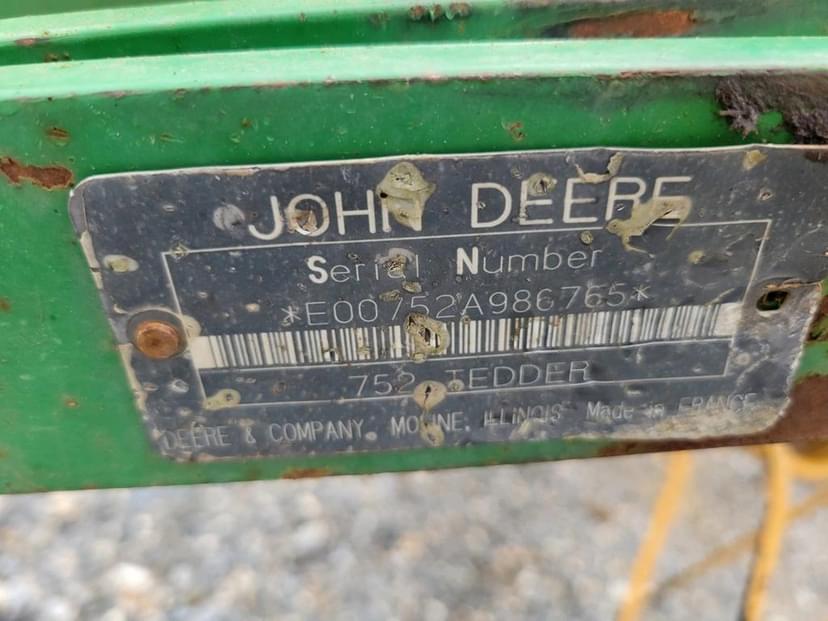 JOHN DEERE
Serial Number
*E00752A986765*
752 TEDDER
DEERE & COMPANY, MOLINE, ILLINOIS Made in FRANCE